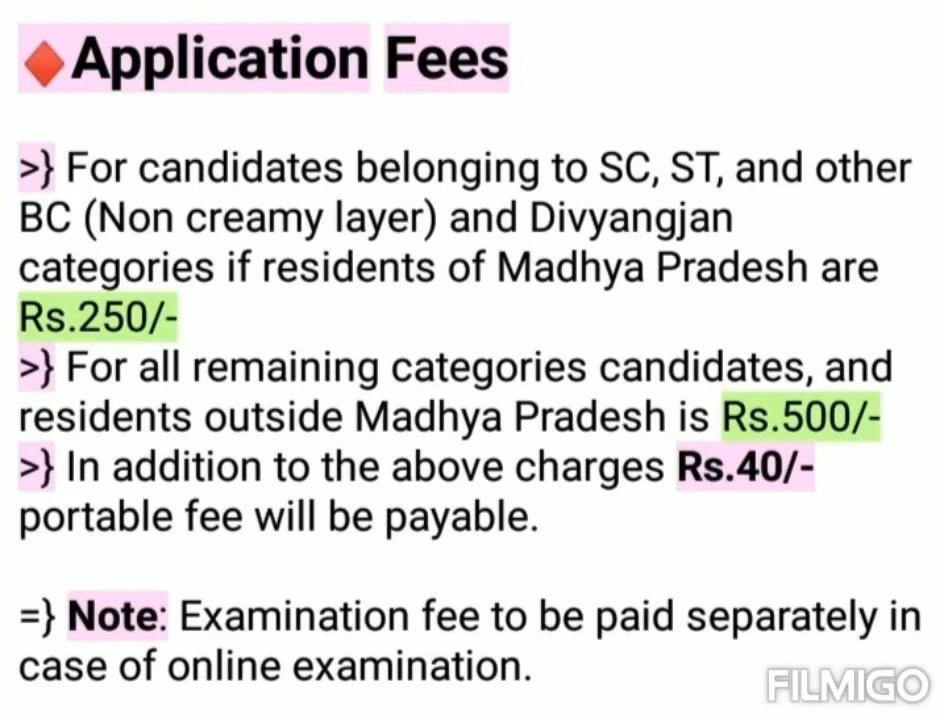 ♦Application Fees
>} For candidates belonging to SC, ST, and other
BC (Non creamy layer) and Divyangjan
categories if residents of Madhya Pradesh are
Rs.250/-
>} For all remaining categories candidates, and
residents outside Madhya Pradesh is Rs.500/-
>} In addition to the above charges Rs.40/-
portable fee will be payable.
=} Note: Examination fee to be paid separately in
case of online examination.
FILMIGO